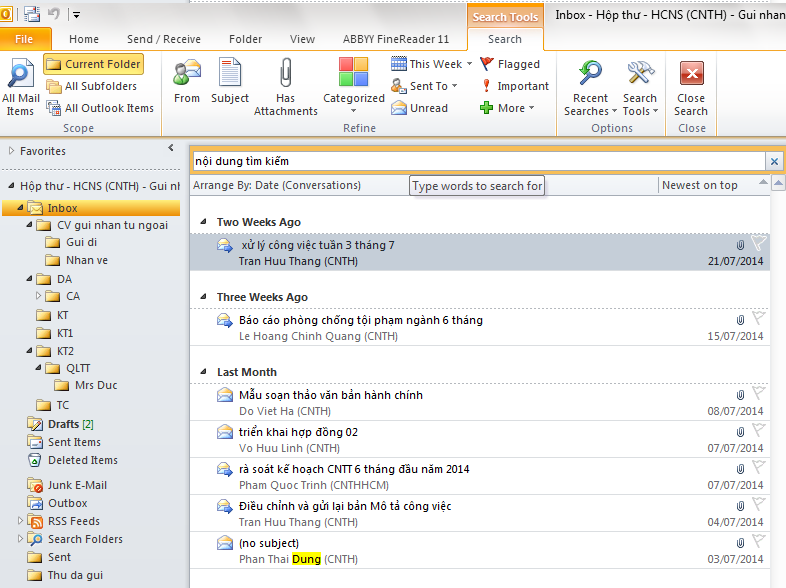 Search Tools
Inbox - Hộp thư - HCNS (CNTH) - Gui nhan
File Home Send / Receive Folder View ABBYY FineReader 11 Search
All Mail Items
Current Folder
All Subfolders
All Outlook Items
Scope
From
Subject
Has Attachments
Categorized
This Week
Sent To
Unread
Flagged
Important
More
Refine
Recent Searches
Search Tools
Options
Close Search
Close
Favorites
Hộp thư - HCNS (CNTH) - Gui nh
Inbox
CV gui nhan tu ngoai
Gui di
Nhan ve
DA
CA
KT
KT1
KT2
QLTT
Mrs Duc
TC
Drafts [2]
Sent Items
Deleted Items
Junk E-Mail
Outbox
RSS Feeds
Search Folders
Sent
Thu da gui
nội dung tìm kiếm
Arrange By: Date (Conversations)
Type words to search for
Newest on top
Two Weeks Ago
xử lý công việc tuần 3 tháng 7
Tran Huu Thang (CNTH) 21/07/2014
Three Weeks Ago
Báo cáo phòng chống tội phạm ngành 6 tháng
Le Hoang Chinh Quang (CNTH) 15/07/2014
Last Month
Mẫu soạn thảo văn bản hành chính
Do Viet Ha (CNTH) 08/07/2014
triển khai hợp đồng 02
Vo Huu Linh (CNTH) 07/07/2014
rà soát kế hoạch CNTT 6 tháng đầu năm 2014
Pham Quoc Trinh (CNTHHCM) 07/07/2014
Điều chỉnh và gửi lại bản Mô tả công việc
Tran Huu Thang (CNTH) 04/07/2014
(no subject)
Phan Thai Dung (CNTH) 03/07/2014